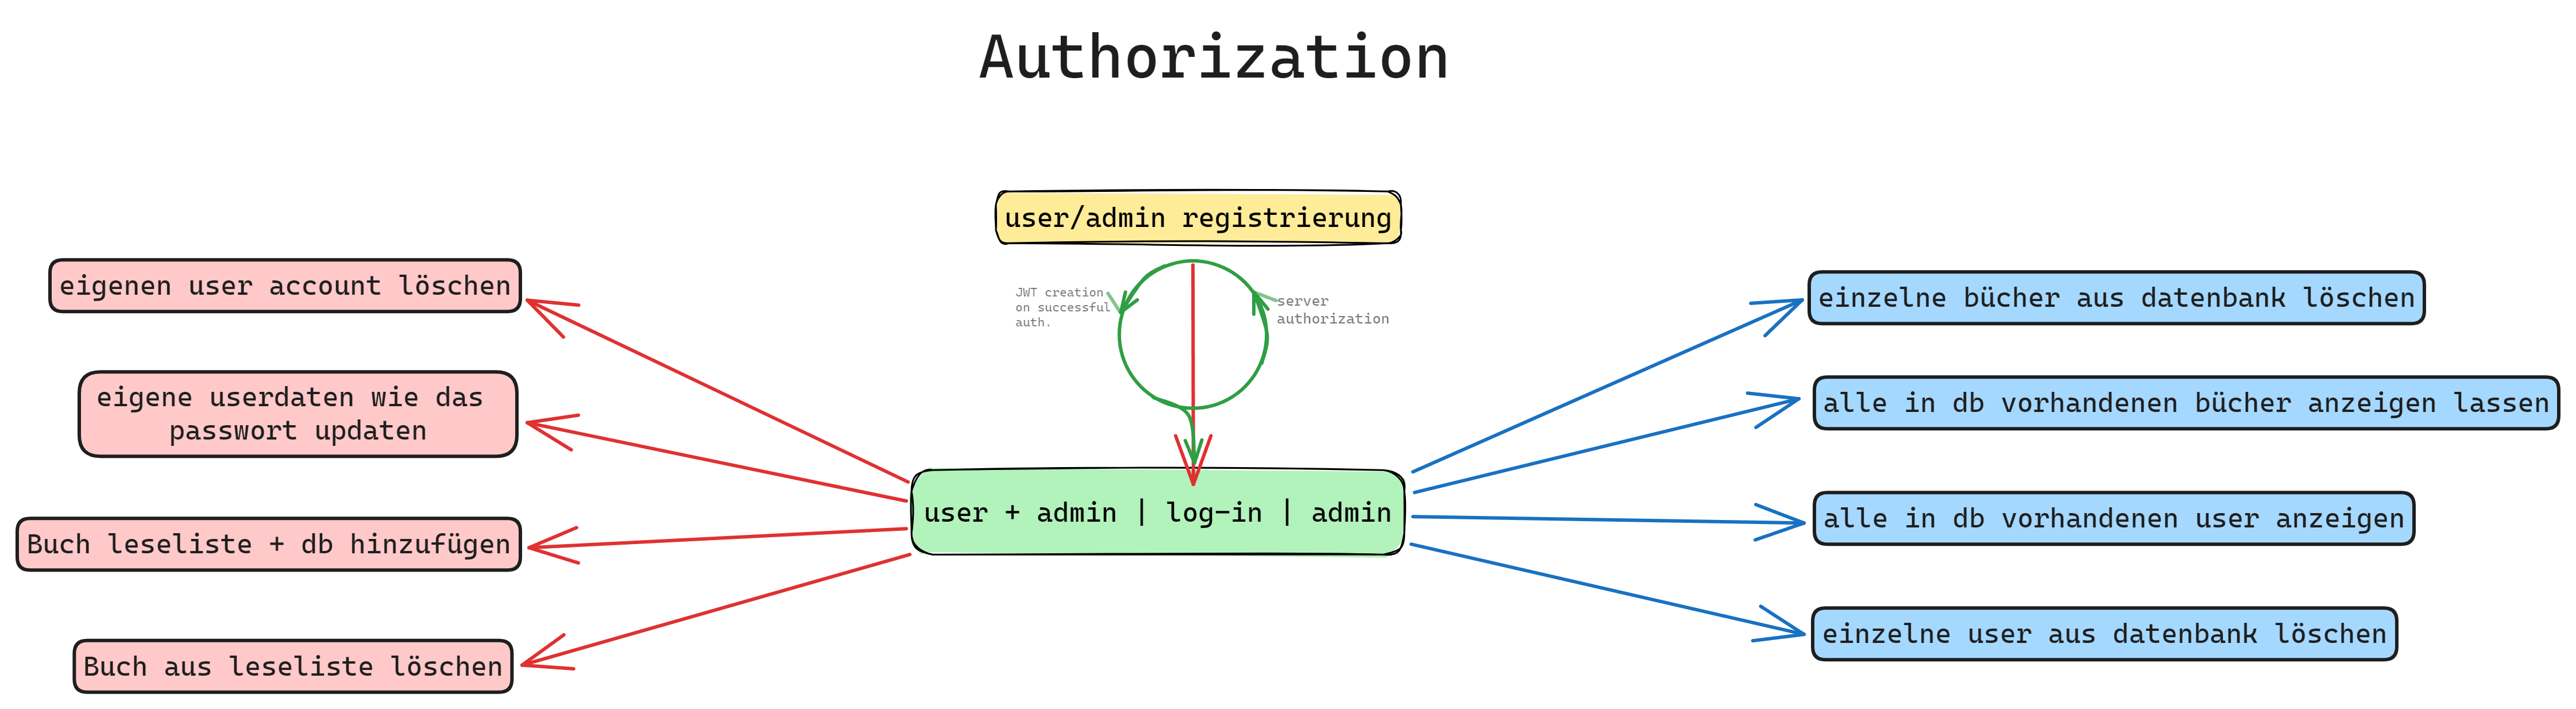 Authorization
user/admin registrierung
JWT creation
on successful
auth.
server
authorization
eigenen user account löschen
eigene userdaten wie das
passwort updaten
Buch leseliste + db hinzufügen
Buch aus leseliste löschen
user + admin | log-in | admin
einzelne bücher aus datenbank löschen
alle in db vorhandenen bücher anzeigen lassen
alle in db vorhandenen user anzeigen
einzelne user aus datenbank löschen